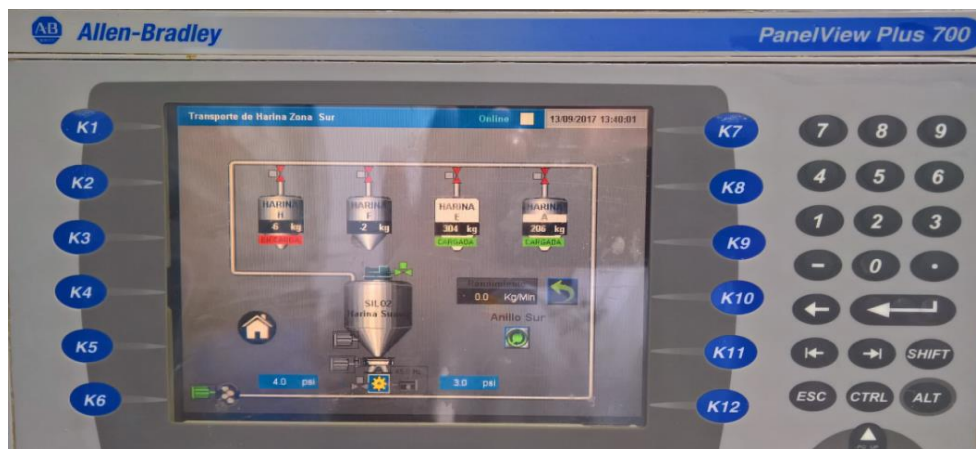 AB Allen-Bradley
PanelView Plus 700
Transporte de Harina Zona Sur
Online
13/09/2017 13:40:01
HARINA
H
-6 kg
HARINA
F
-2 kg
HARINA
E
304 kg
CARGADA
HARINA
A
206 kg
CARGADA
SILO2
Harina Sur
0.0 Kg/Min
Anillo Sur
4.0 psi
3.0 psi
K1
K2
K3
K4
K5
K6
K7
K8
K9
K10
K11
K12
7 8 9
4 5 6
1 2 3
- 0 .
SHIFT
ESC CTRL ALT